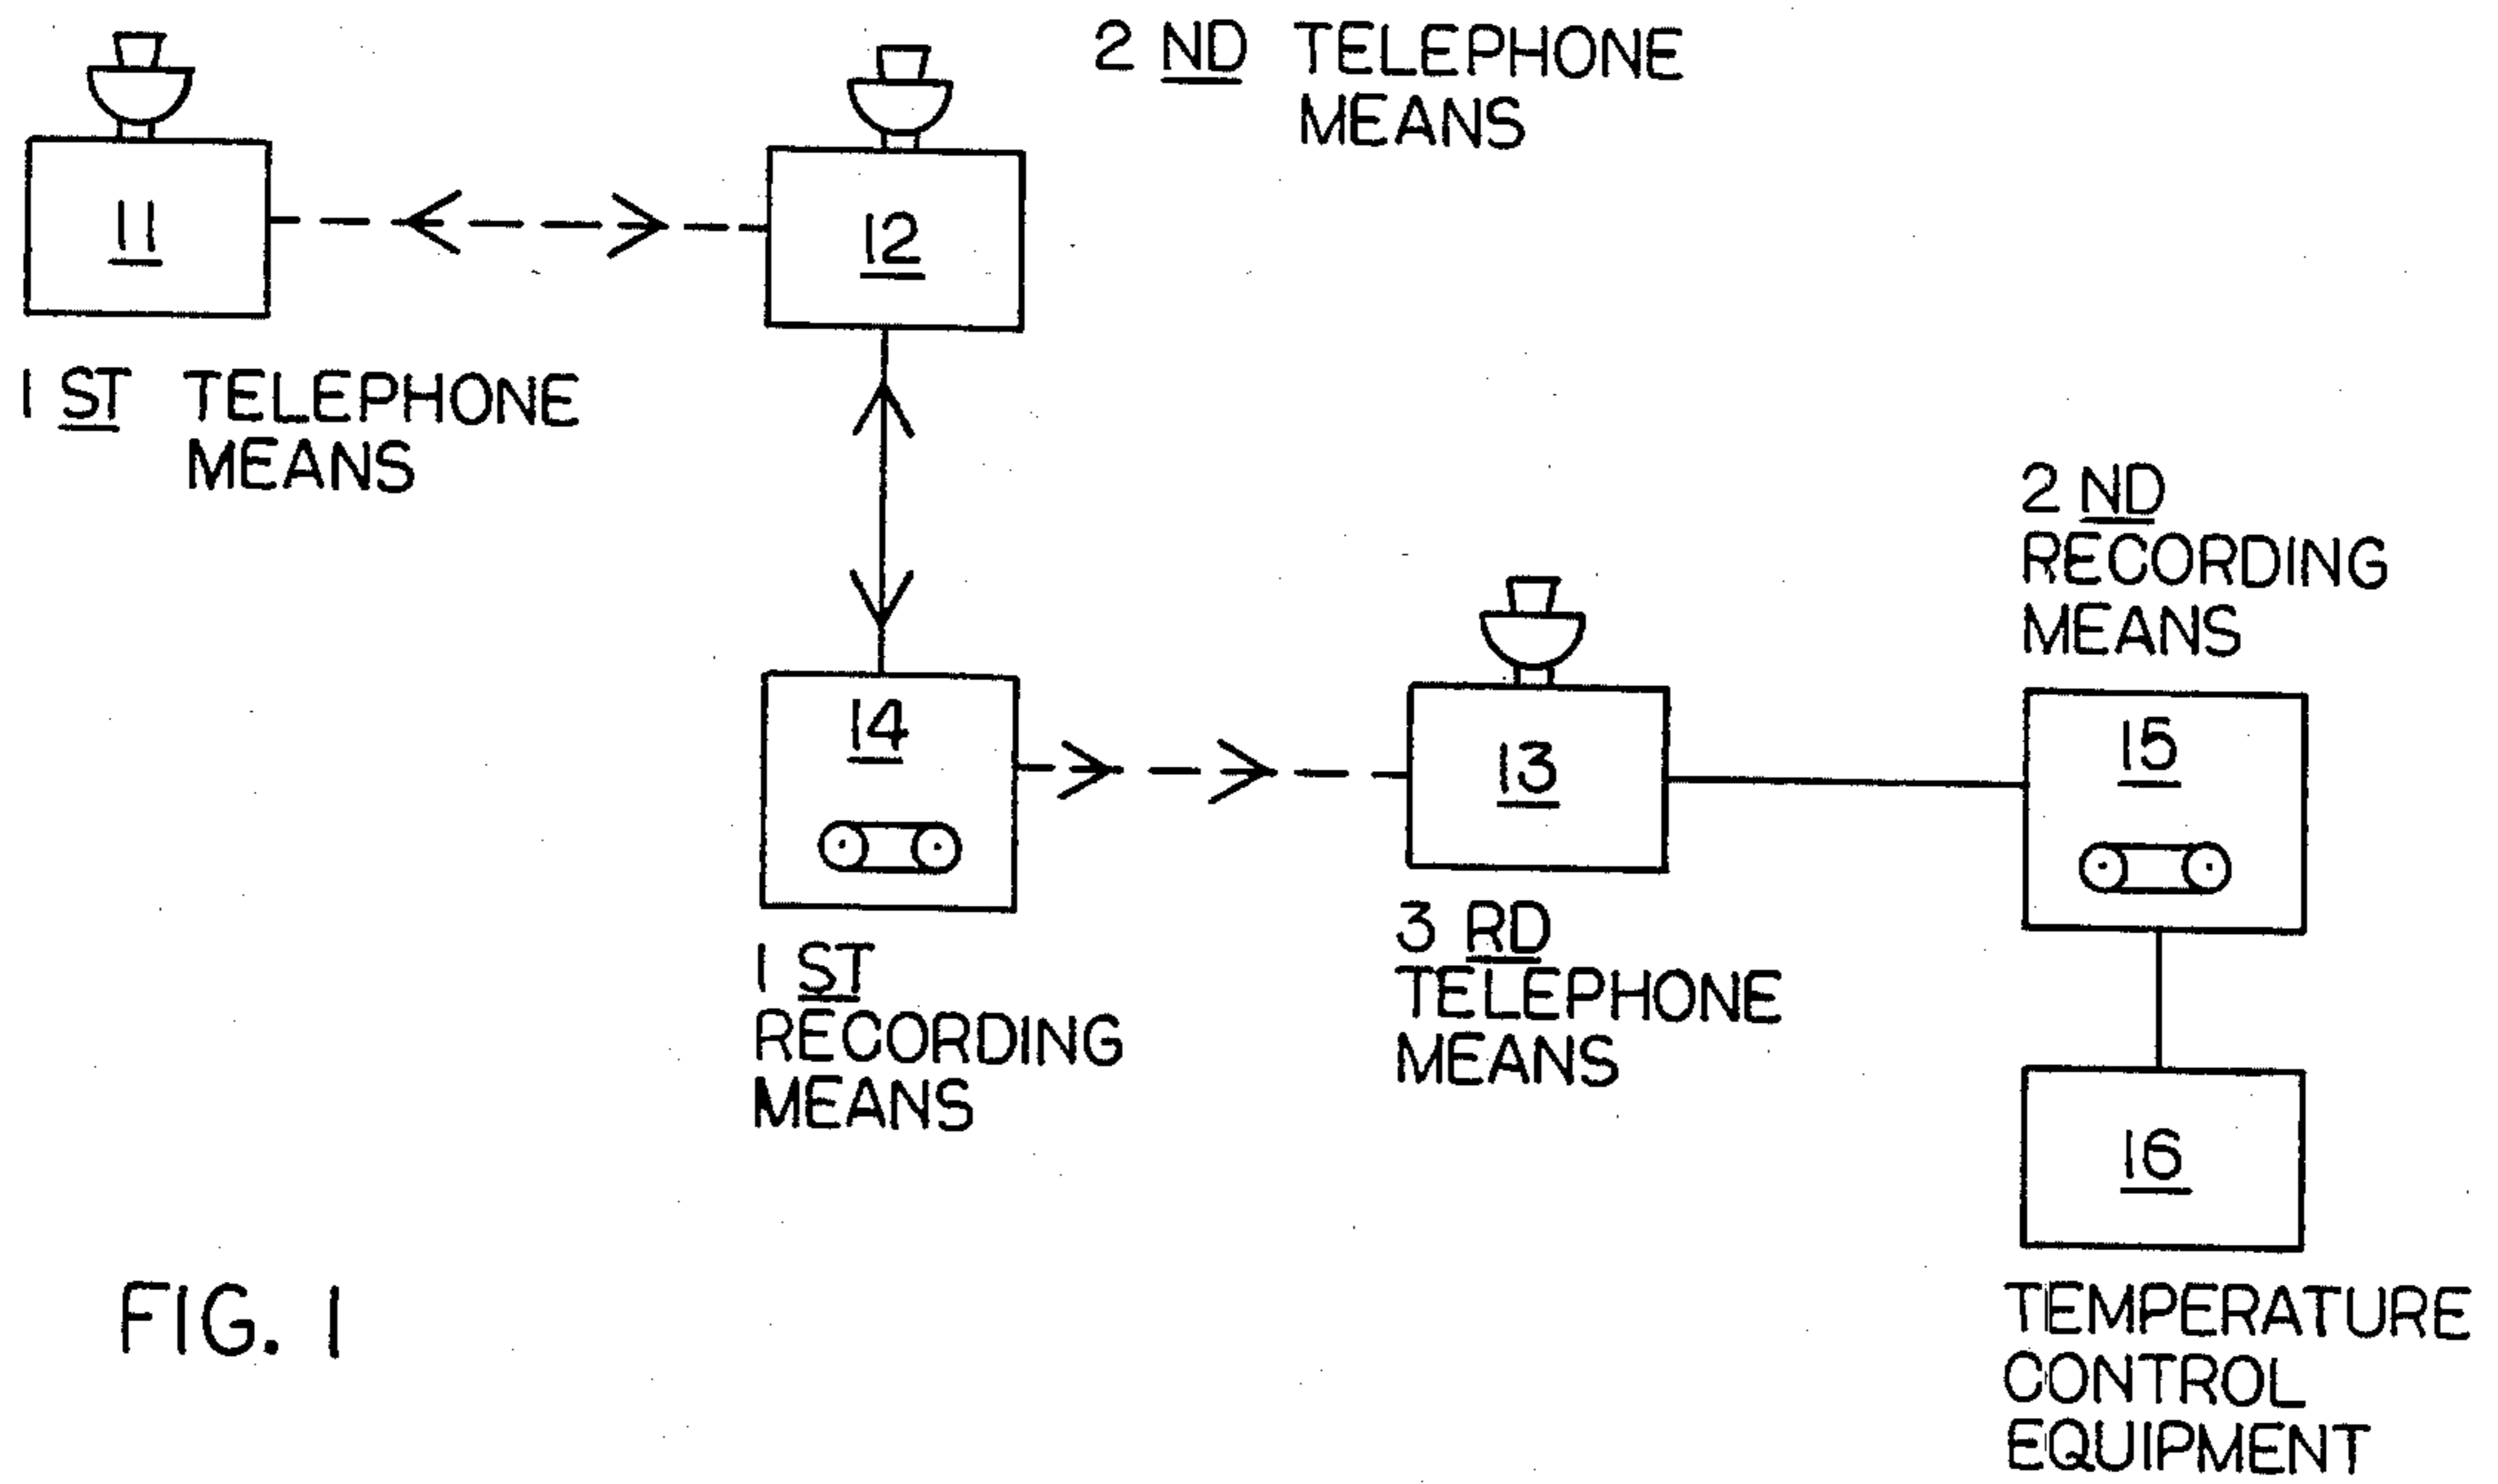 2 ND TELEPHONE
MEANS
11
12
1 ST TELEPHONE
MEANS
2 ND
RECORDING
MEANS
14
13
15
1 ST
RECORDING
MEANS
3 RD
TELEPHONE
MEANS
16
TEMPERATURE
CONTROL
EQUIPMENT
FIG. 1